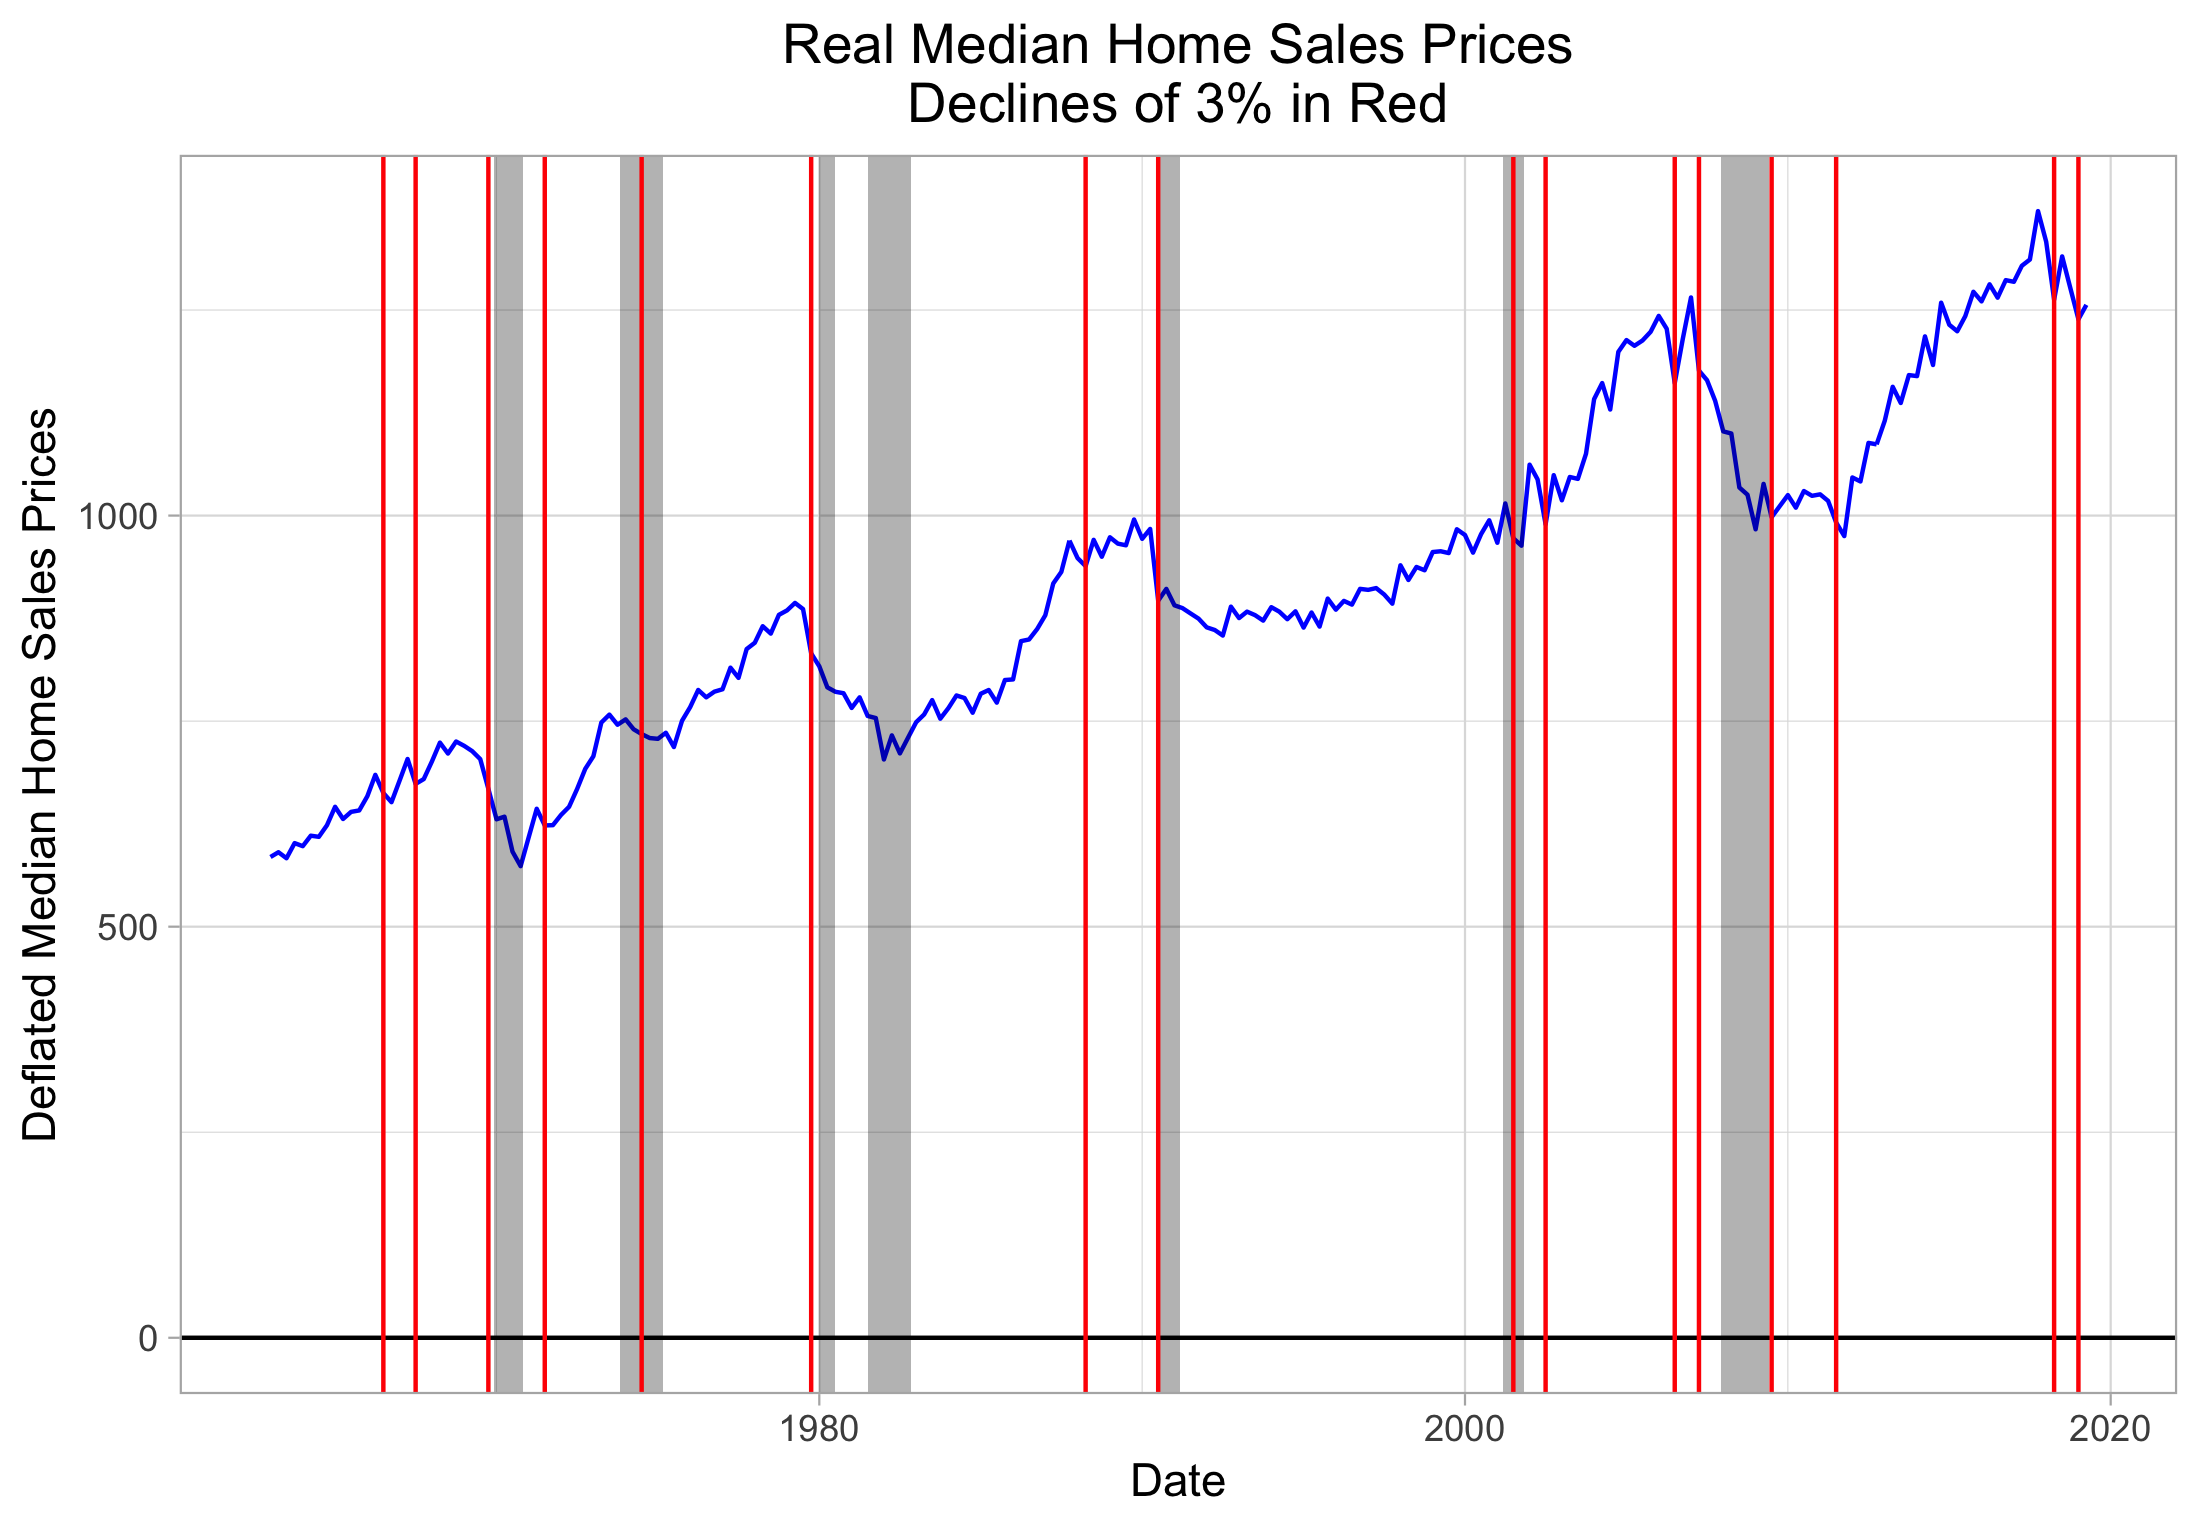 Real Median Home Sales Prices
Declines of 3% in Red
Deflated Median Home Sales Prices
1000
500
0
1980
2000
2020
Date